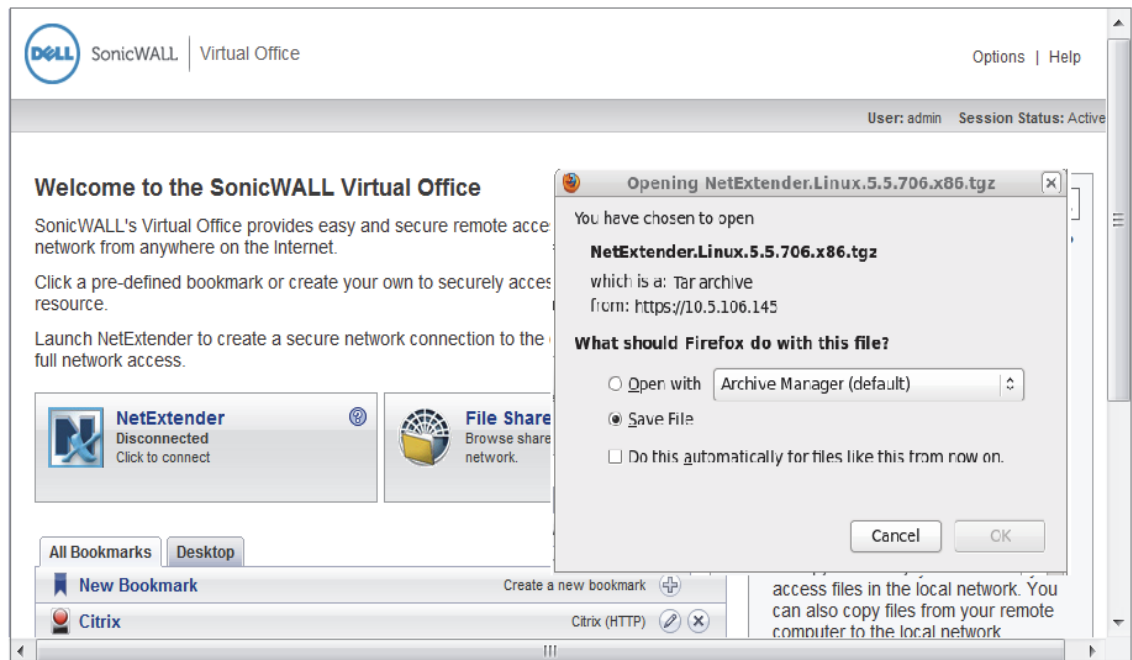 DELL SonicWALL Virtual Office
Options | Help
User: admin Session Status: Active
Welcome to the SonicWALL Virtual Office
SonicWALL's Virtual Office provides easy and secure remote acce
network from anywhere on the Internet.
Click a pre-defined bookmark or create your own to securely acces
resource.
Launch NetExtender to create a secure network connection to the
full network access.
NetExtender
Disconnected
Click to connect
File Share
Browse share
network.
All Bookmarks Desktop
New Bookmark Create a new bookmark
Citrix Citrix (HTTP)
Opening NetExtender.Linux.5.5.706.x86.tgz
You have chosen to open
NetExtender.Linux.5.5.706.x86.tgz
which is a: Tar archive
from: https://10.5.106.145
What should Firefox do with this file?
Open with Archive Manager (default)
Save File
Do this automatically for files like this from now on.
Cancel OK
access files in the local network. You
can also copy files from your remote
computer to the local network